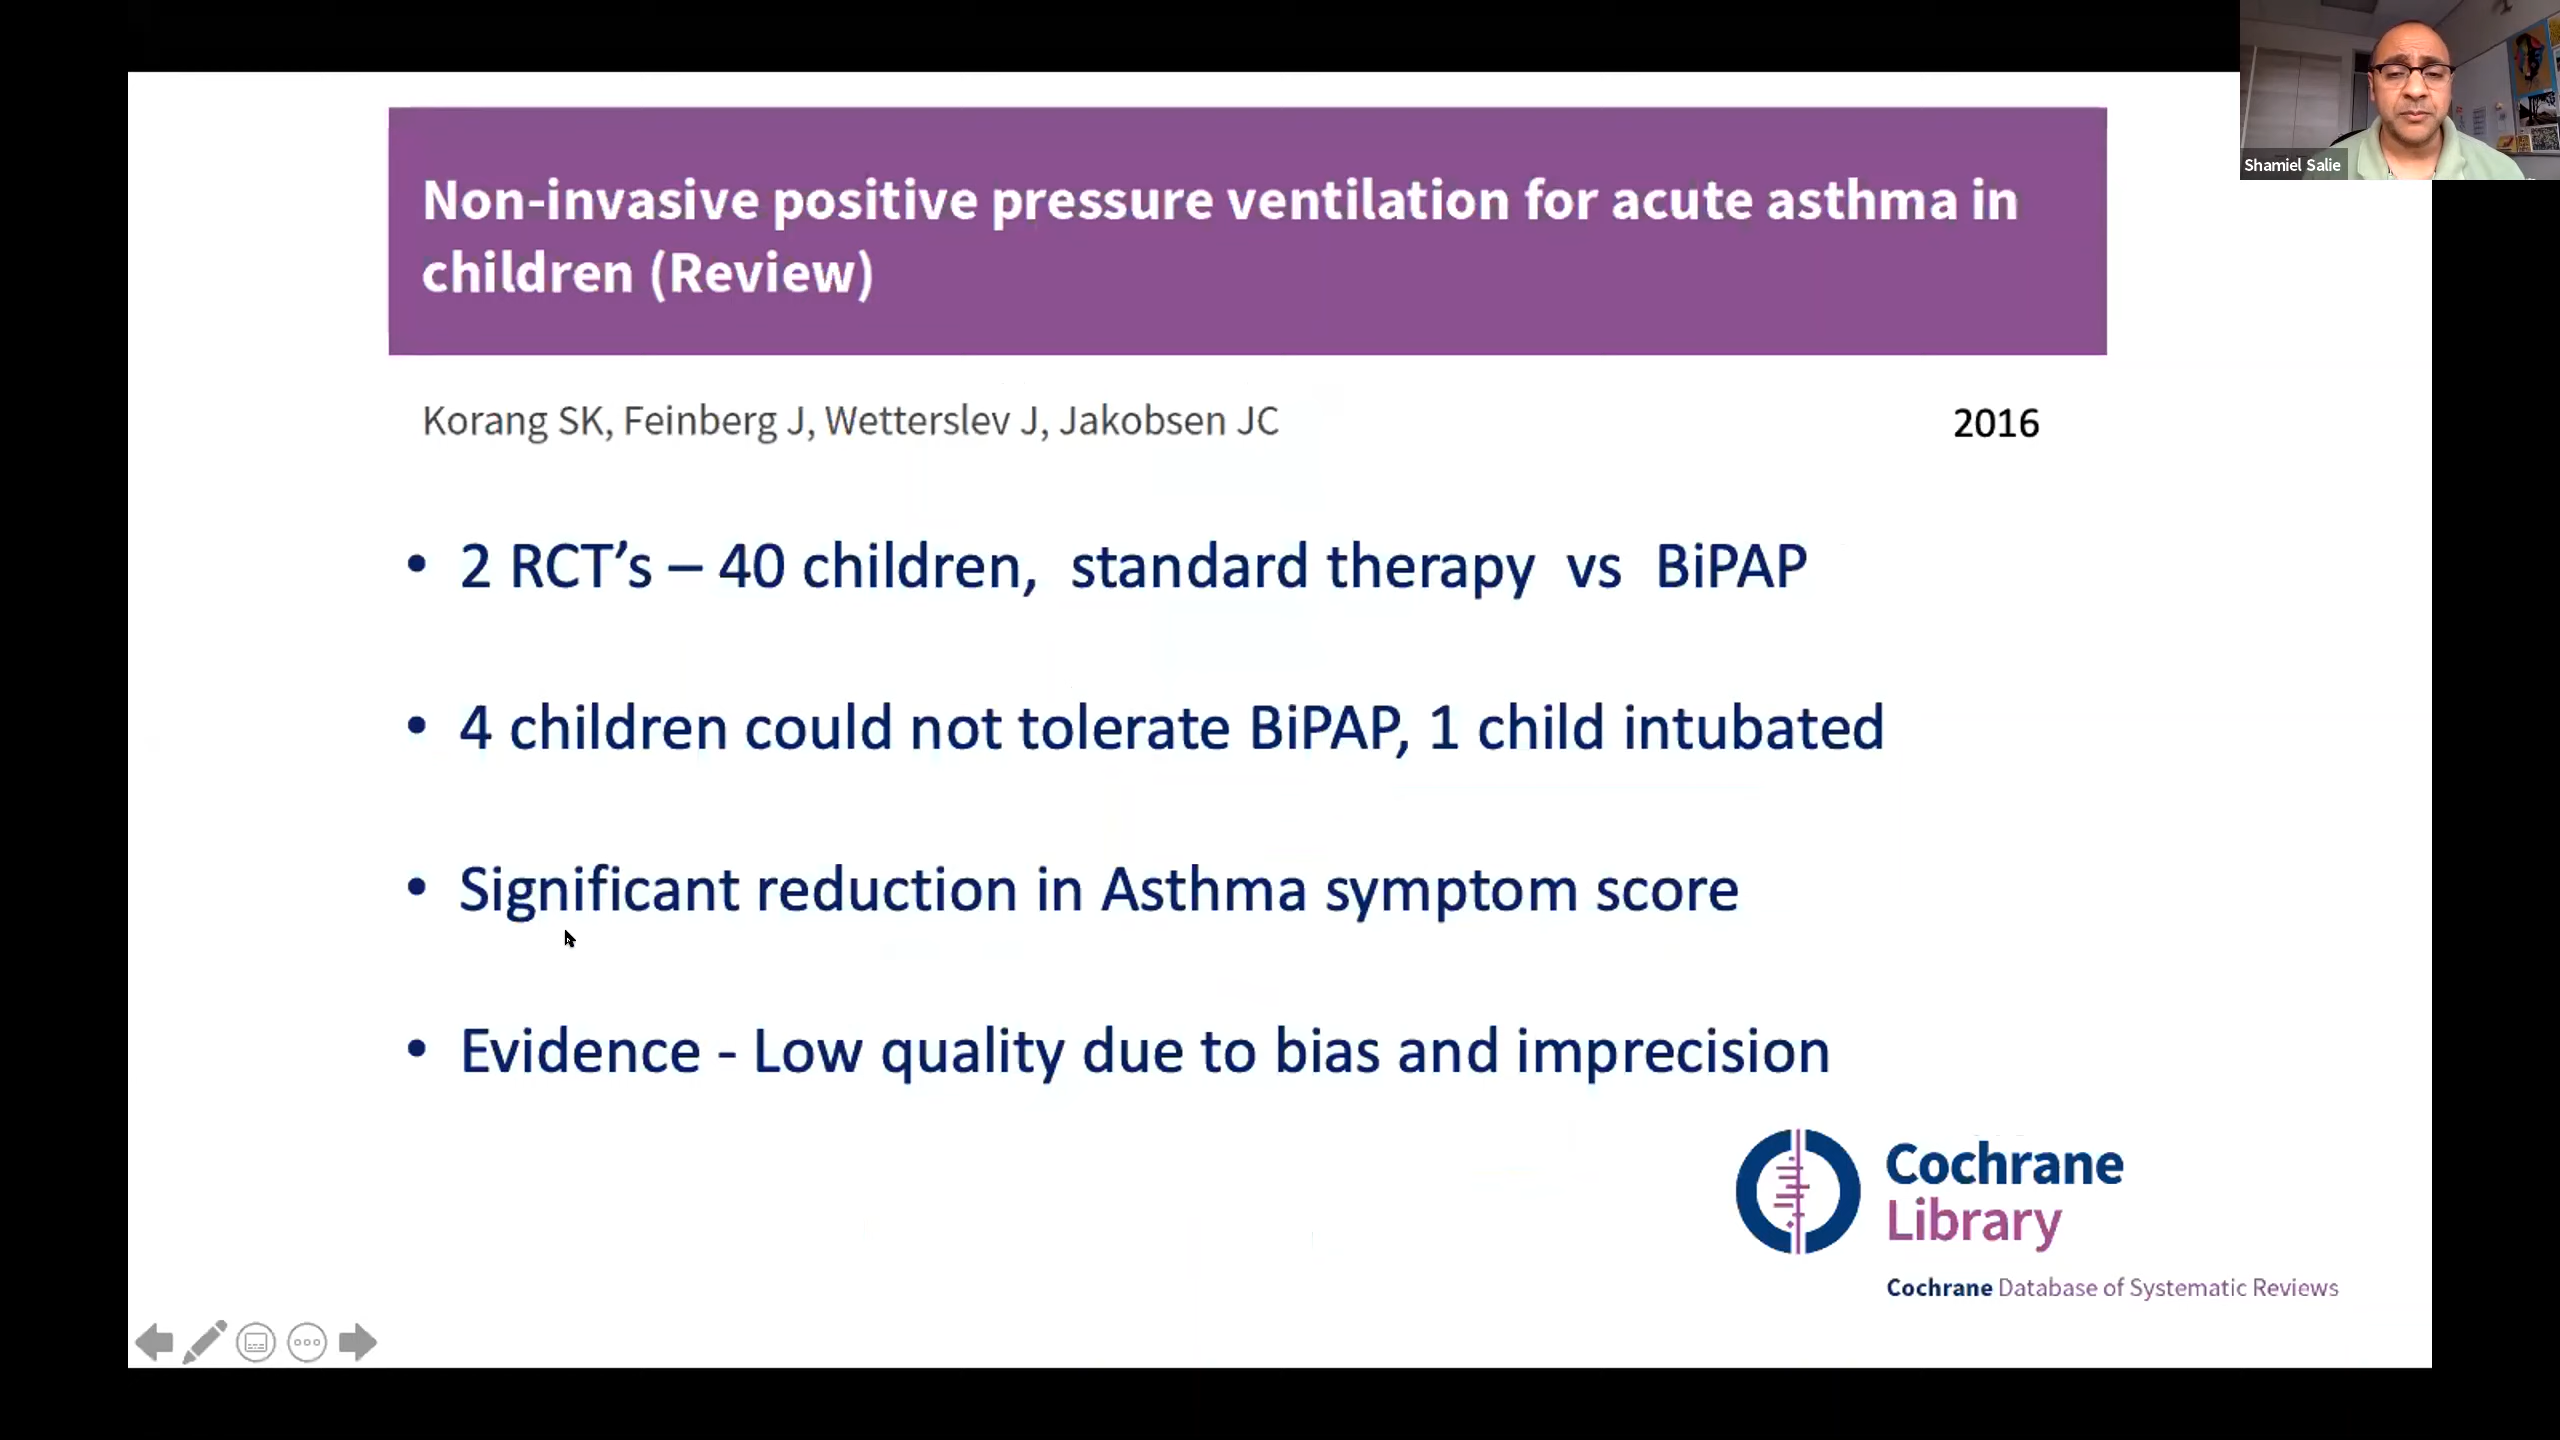 Non-invasive positive pressure ventilation for acute asthma in
children (Review)
Korang SK, Feinberg J, Wetterslev J, Jakobsen JC
2016
• 2 RCT’s – 40 children, standard therapy vs BiPAP
• 4 children could not tolerate BiPAP, 1 child intubated
• Significant reduction in Asthma symptom score
• Evidence - Low quality due to bias and imprecision
Cochrane
Library
Cochrane Database of Systematic Reviews
Shamiel Salie